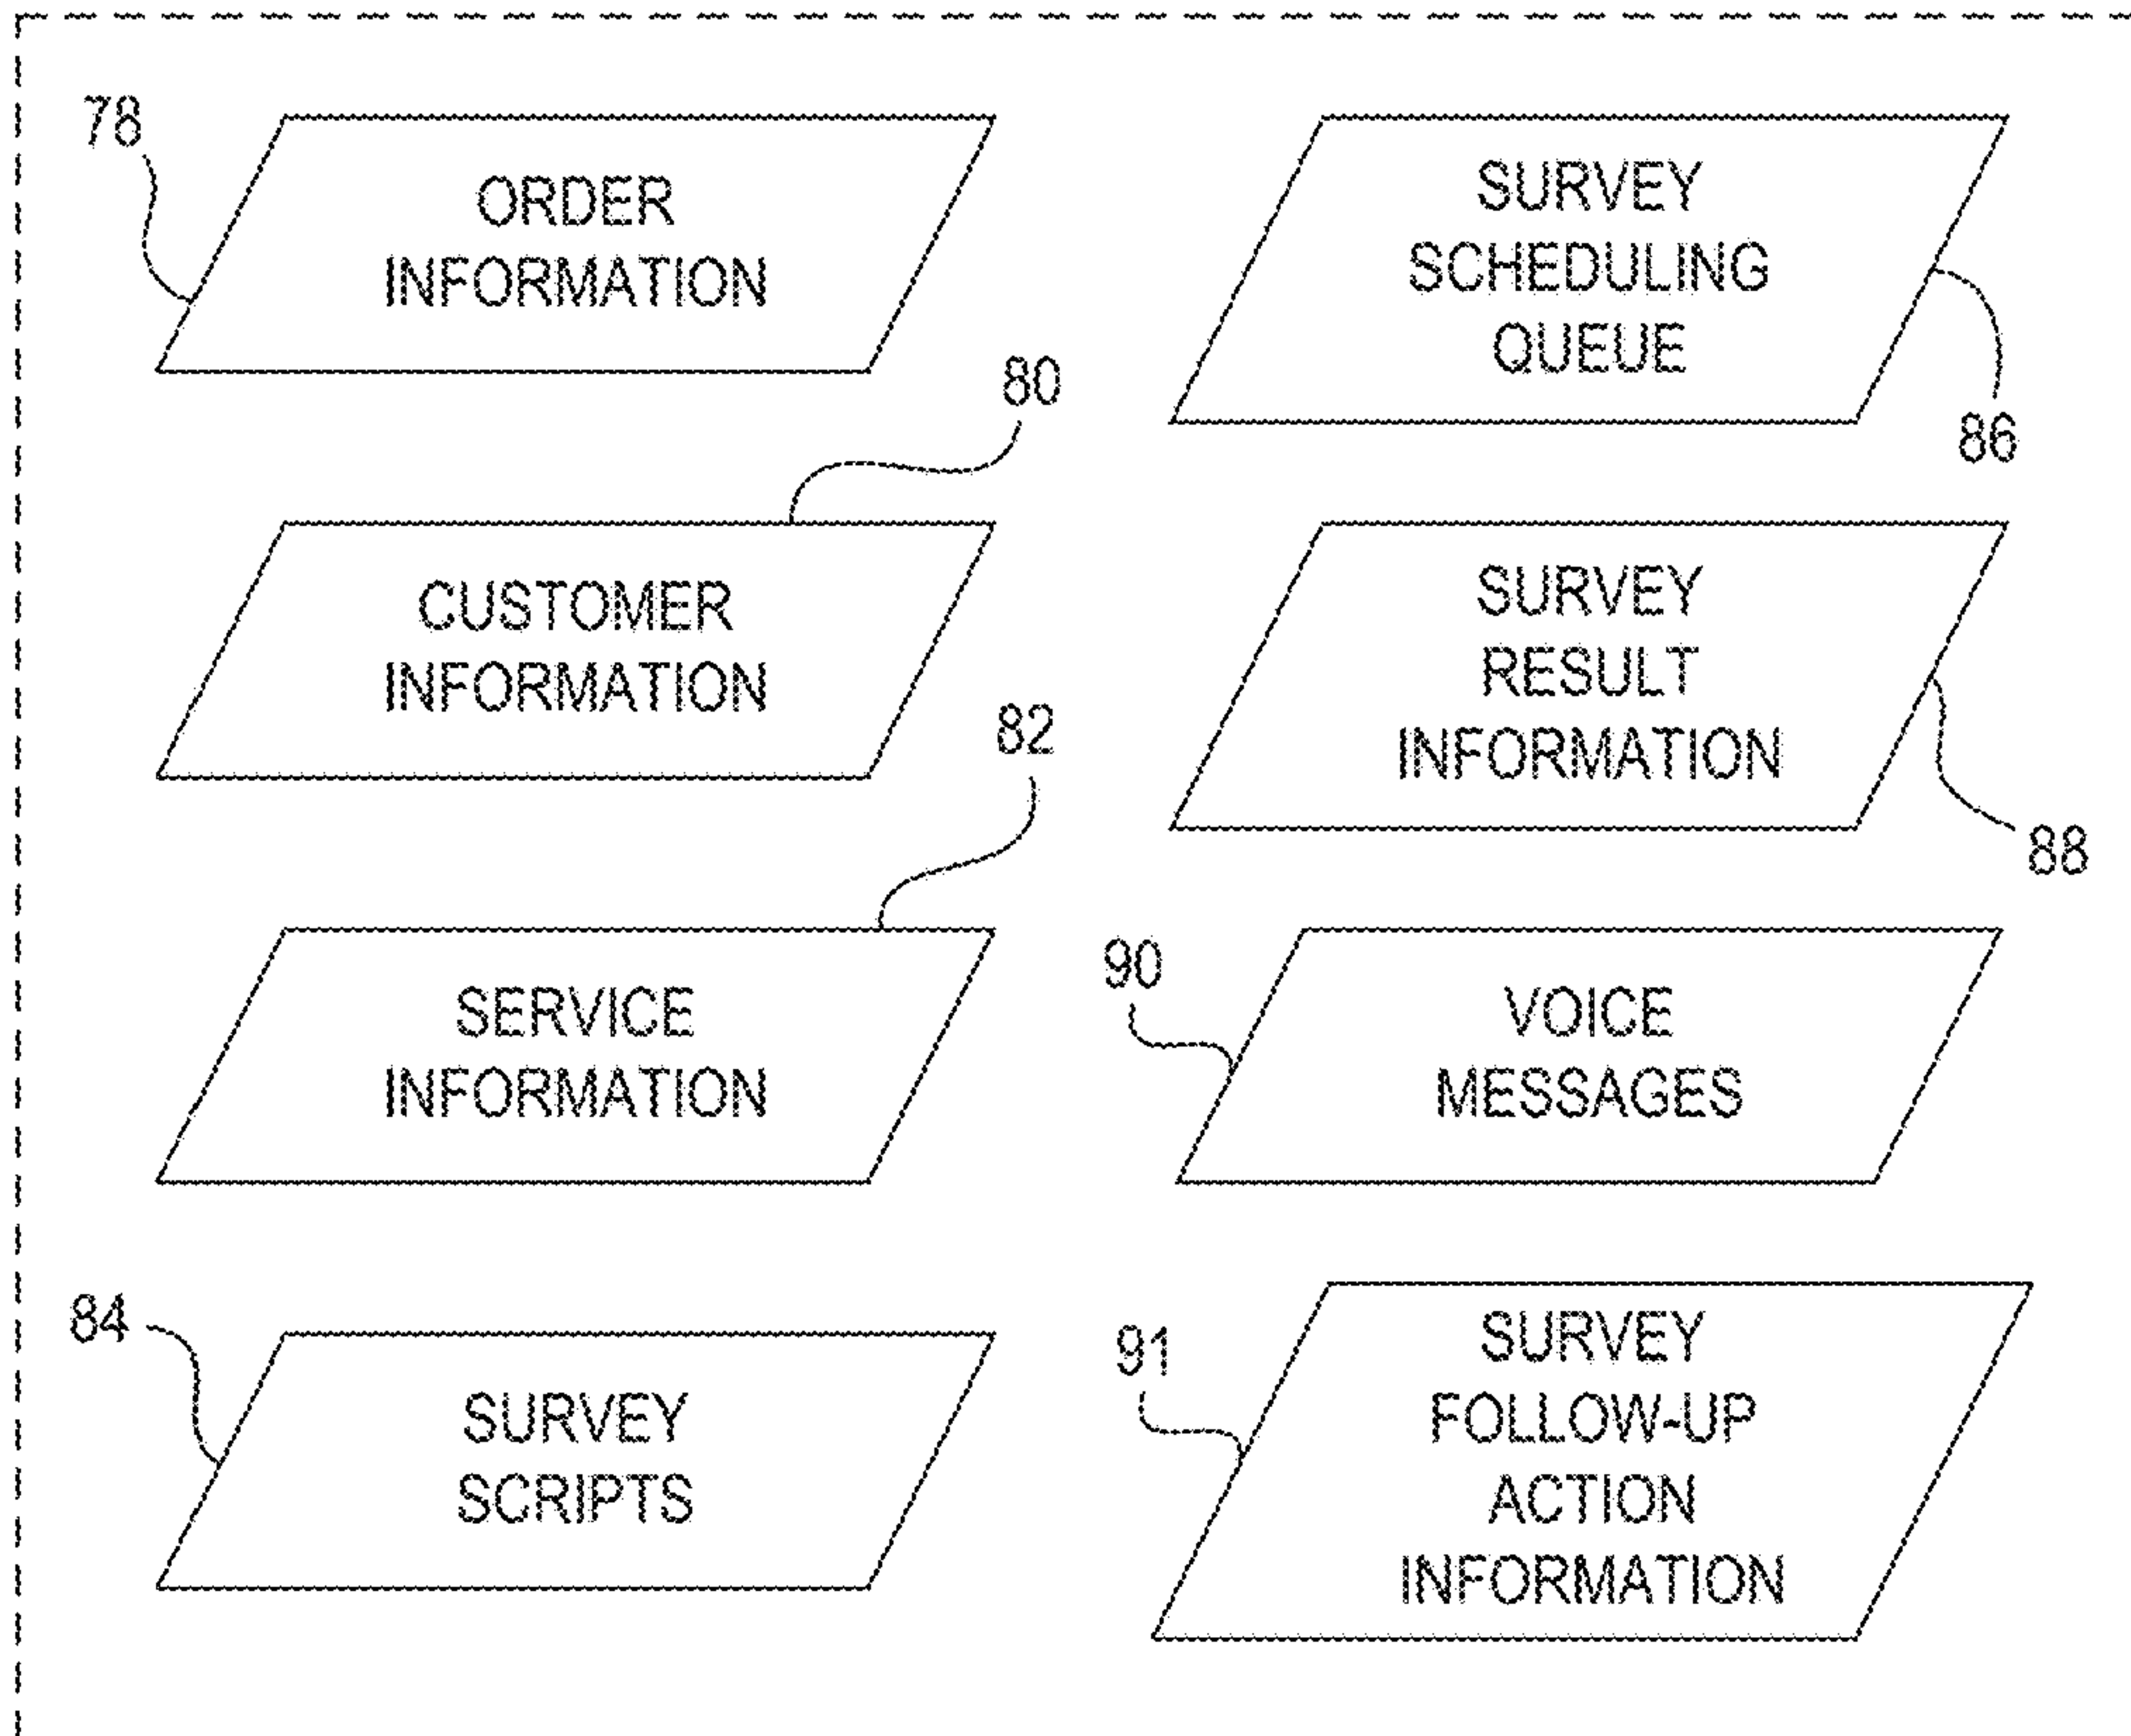 78
ORDER
INFORMATION
80
CUSTOMER
INFORMATION
82
SERVICE
INFORMATION
84
SURVEY
SCRIPTS
SURVEY
SCHEDULING
QUEUE
86
SURVEY
RESULT
INFORMATION
88
90
VOICE
MESSAGES
91
SURVEY
FOLLOW-UP
ACTION
INFORMATION